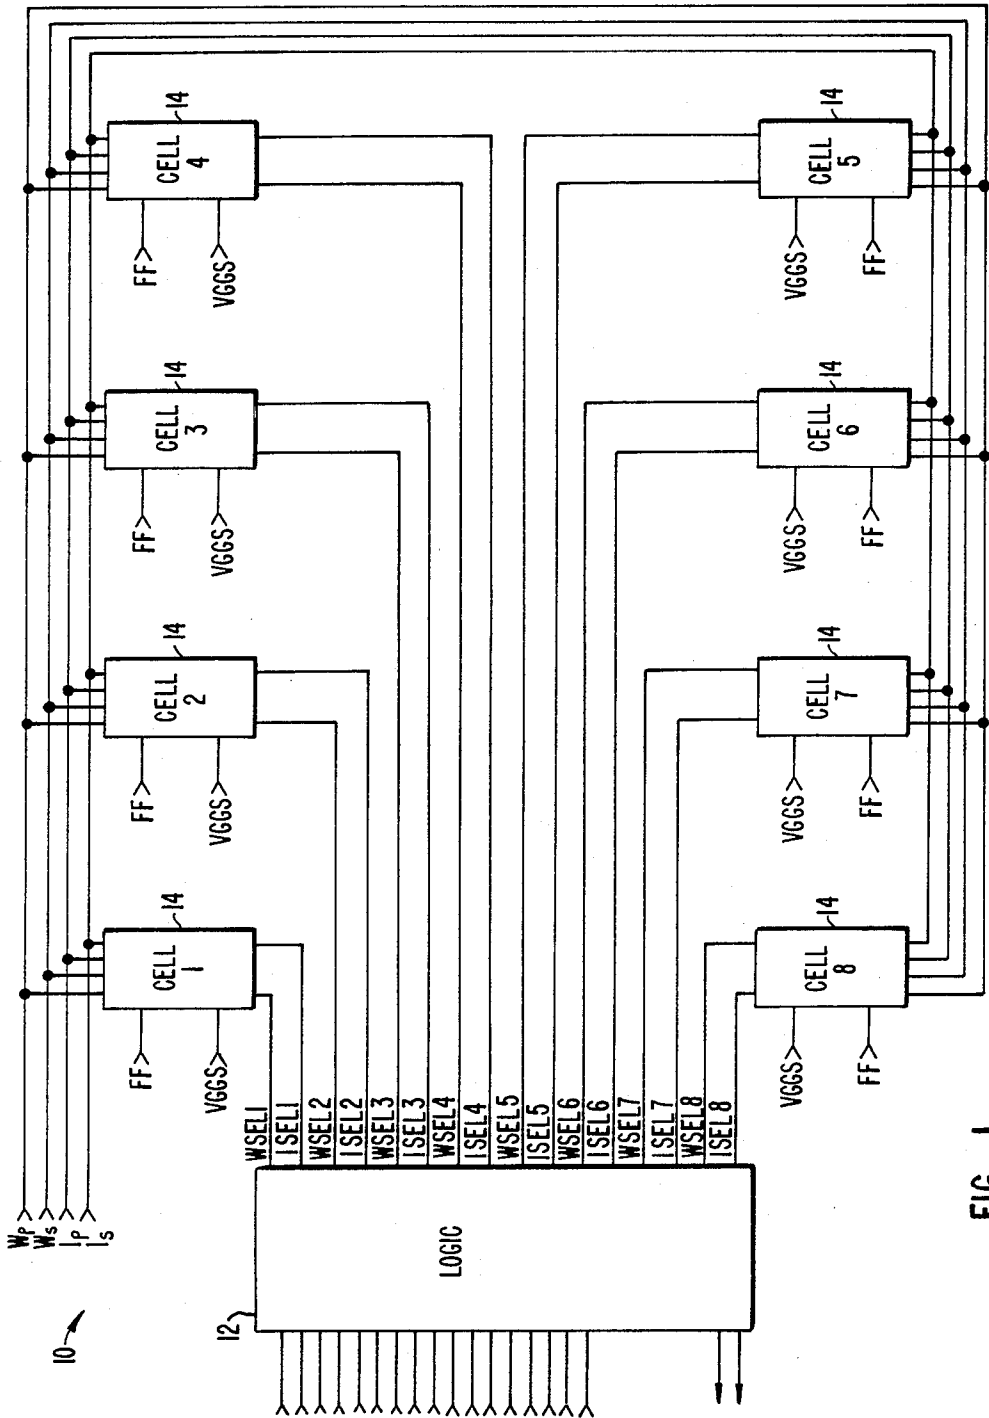 10
12
LOGIC
Wp
Ws
Ip
Is
WSEL1
ISEL1
WSEL2
ISEL2
WSEL3
ISEL3
WSEL4
ISEL4
WSEL5
ISEL5
WSEL6
ISEL6
WSEL7
ISEL7
WSEL8
ISEL8
FF
VGGS
CELL
1
14
FF
VGGS
CELL
2
14
FF
VGGS
CELL
3
14
FF
VGGS
CELL
4
14
VGGS
FF
CELL
8
14
VGGS
FF
CELL
7
14
VGGS
FF
CELL
6
14
VGGS
FF
CELL
5
14
FIG. 1